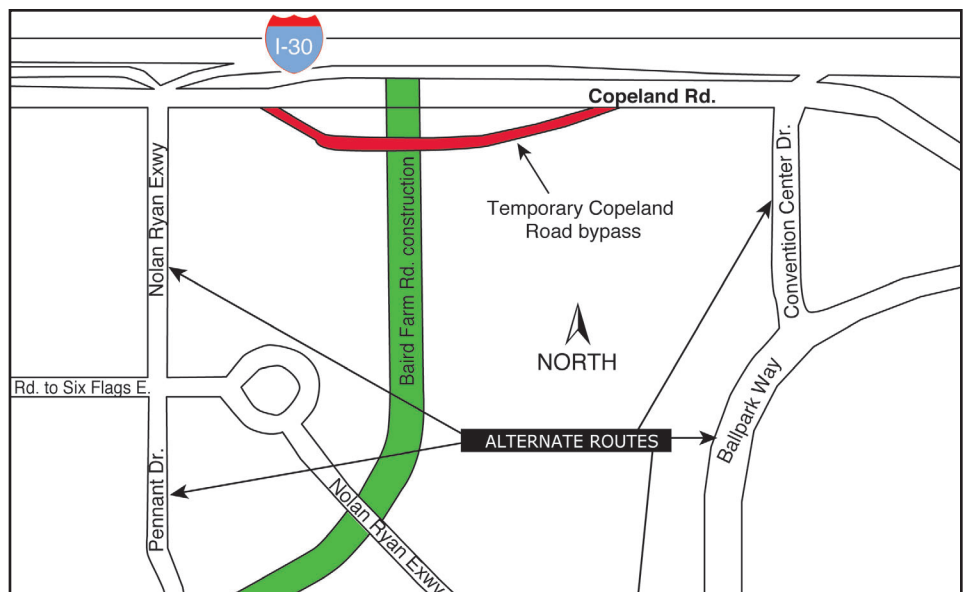 I-30
Copeland Rd.
Temporary Copeland
Road bypass
Nolan Ryan Exwy
Baird Farm Rd. construction
Convention Center Dr.
NORTH
Rd. to Six Flags E.
ALTERNATE ROUTES
Ballpark Way
Pennant Dr.
Nolan Ryan Exwy